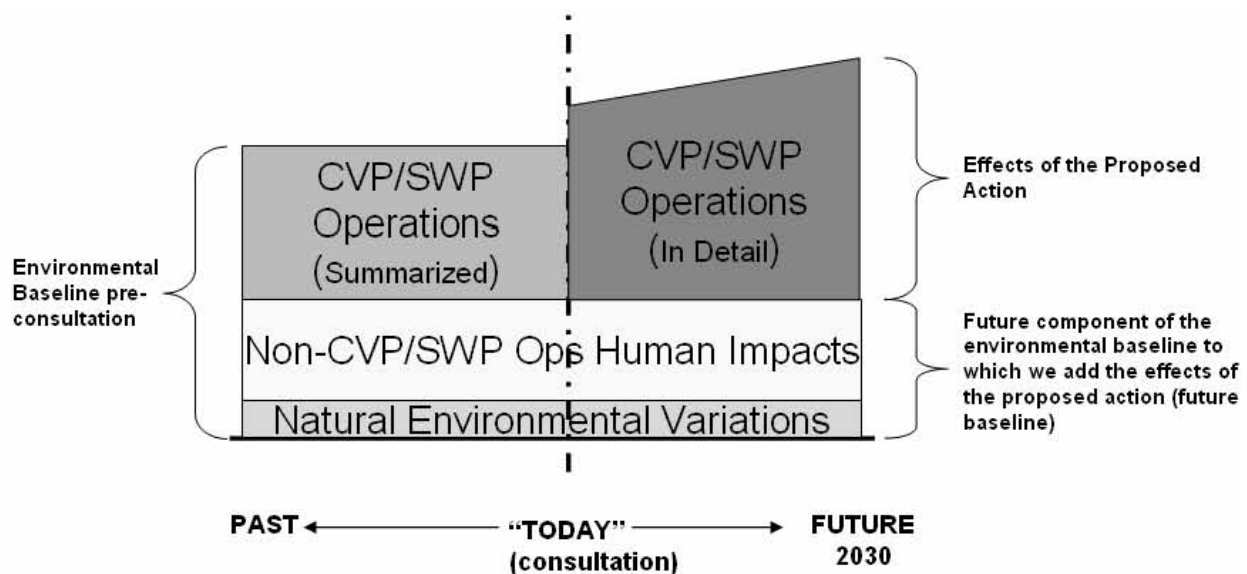 CVP/SWP
Operations
(Summarized)
CVP/SWP
Operations
(In Detail)
Effects of the Proposed
Action
Environmental
Baseline pre-
consultation
Non-CVP/SWP Ops Human Impacts
Future component of the
environmental baseline to
which we add the effects of
the proposed action (future
baseline)
Natural Environmental Variations
PAST
“TODAY”
(consultation)
FUTURE
2030